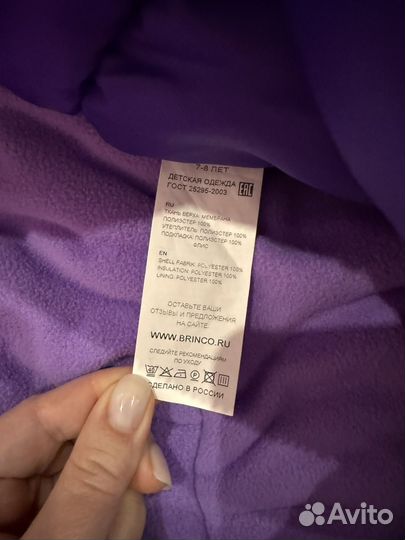 7-8 ЛЕТ
ДЕТСКАЯ ОДЕЖДА
ГОСТ 25295-2003
EAC
RU
ТКАНЬ ВЕРХА: МЕМБРАНА
ПОЛИЭСТЕР 100%
УТЕПЛИТЕЛЬ: ПОЛИЭСТЕР 100%
ПОДКЛАДКА: ПОЛИЭСТЕР 100%
ФЛИС
EN
SHELL FABRIC: POLYESTER 100%
INSULATION: POLYESTER 100%
LINING: POLYESTER 100%
ОСТАВЬТЕ ВАШИ
ОТЗЫВЫ И ПРЕДЛОЖЕНИЯ
НА САЙТЕ
WWW.BRINCO.RU
СЛЕДУЙТЕ РЕКОМЕНДАЦИЯМ
ПО УХОДУ
СДЕЛАНО В РОССИИ
Avito